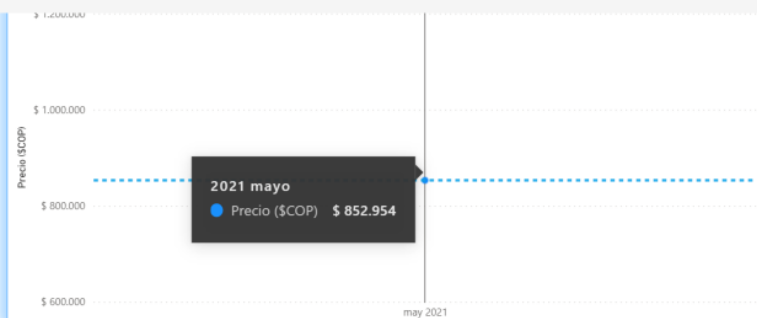 $ 1.200.000
$ 1.000.000
Precio ($COP)
2021 mayo
Precio ($COP) $ 852.954
$ 800.000
$ 600.000
may 2021